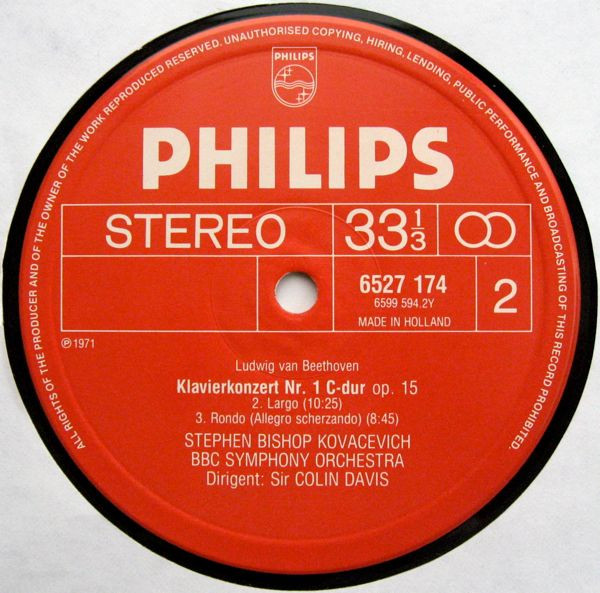 ALL RIGHTS OF THE PRODUCER AND OF THE OWNER OF THE WORK REPRODUCED RESERVED. UNAUTHORISED COPYING, HIRING, LENDING, PUBLIC PERFORMANCE AND BROADCASTING OF THIS RECORD PROHIBITED.
PHILIPS
PHILIPS
STEREO
33 1/3
6527 174
6599 594.2Y
MADE IN HOLLAND
2
℗ 1971
Ludwig van Beethoven
Klavierkonzert Nr. 1 C-dur op. 15
2. Largo (10:25)
3. Rondo (Allegro scherzando) (8:45)
STEPHEN BISHOP KOVACEVICH
BBC SYMPHONY ORCHESTRA
Dirigent: Sir COLIN DAVIS